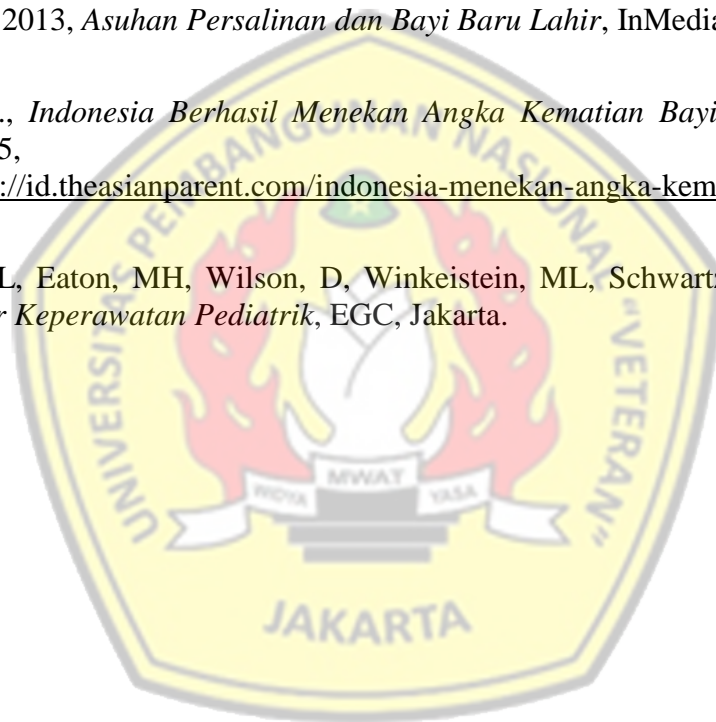 2013, Asuhan Persalinan dan Bayi Baru Lahir, InMedia
., Indonesia Berhasil Menekan Angka Kematian Bayi
5,
://id.theasianparent.com/indonesia-menekan-angka-kem
L, Eaton, MH, Wilson, D, Winkeistein, ML, Schwartz
r Keperawatan Pediatrik, EGC, Jakarta.
UNIVERSITAS PEMBANGUNAN NASIONAL "VETERAN"
WIDYA MWAT YASA
JAKARTA